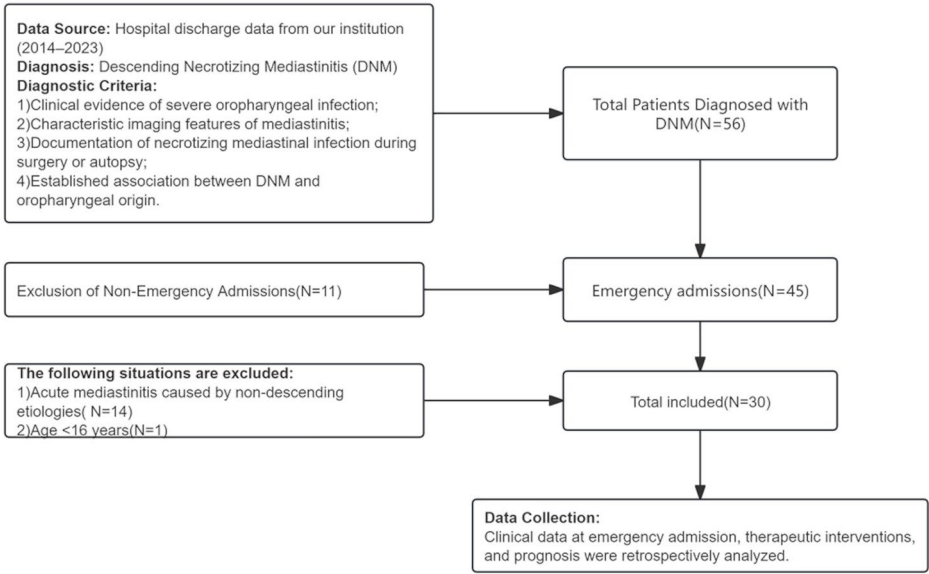 Data Source: Hospital discharge data from our institution
(2014–2023)
Diagnosis: Descending Necrotizing Mediastinitis (DNM)
Diagnostic Criteria:
1)Clinical evidence of severe oropharyngeal infection;
2)Characteristic imaging features of mediastinitis;
3)Documentation of necrotizing mediastinal infection during
surgery or autopsy;
4)Established association between DNM and
oropharyngeal origin.
Total Patients Diagnosed with
DNM(N=56)
Exclusion of Non-Emergency Admissions(N=11)
Emergency admissions(N=45)
The following situations are excluded:
1)Acute mediastinitis caused by non-descending
etiologies( N=14)
2)Age <16 years(N=1)
Total included(N=30)
Data Collection:
Clinical data at emergency admission, therapeutic interventions,
and prognosis were retrospectively analyzed.